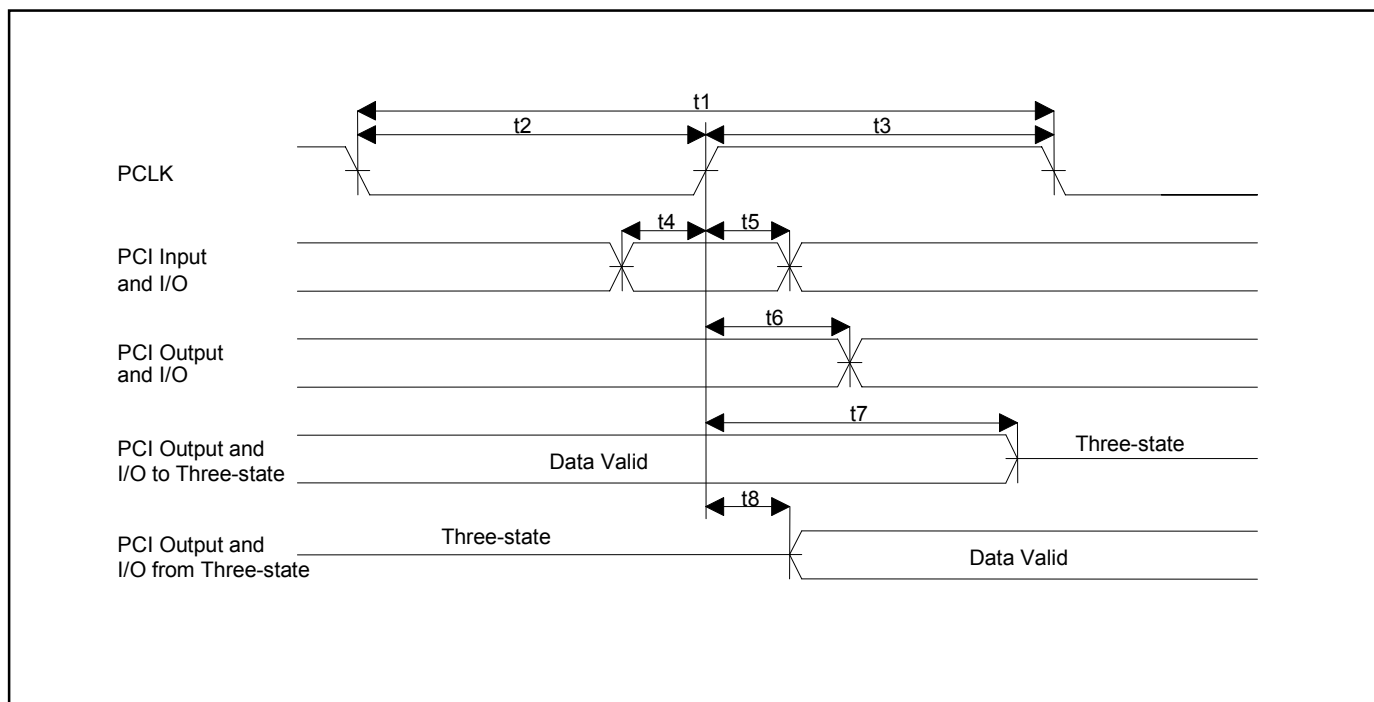 t1
t2
t3
PCLK
t4
t5
PCI Input
and I/O
t6
PCI Output
and I/O
t7
PCI Output and
I/O to Three-state
Data Valid
Three-state
t8
PCI Output and
I/O from Three-state
Three-state
Data Valid